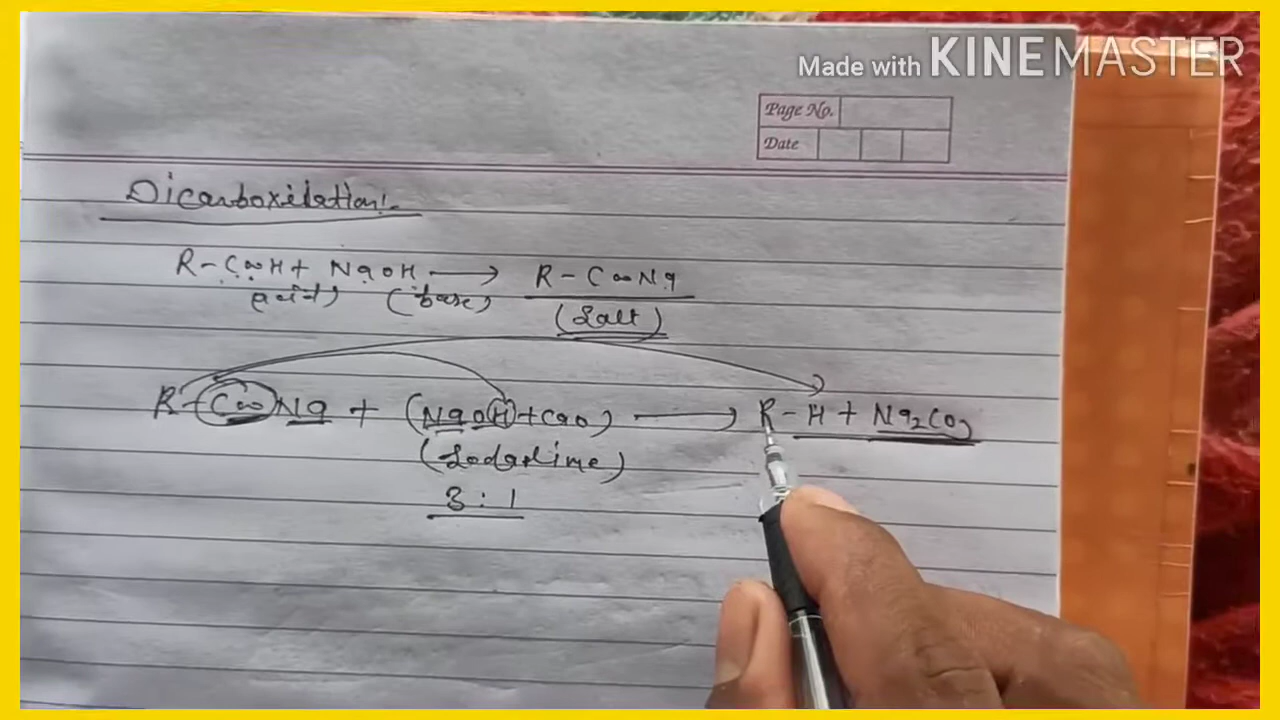 Made with KINEMASTER
Page No.
Date
Dicarboxilation:-
R-COOH + NaOH → R-COONa
(acid) (base) (Salt)
R-COONa + (NaOH+CaO) → R-H + Na2CO3
(Sodalime)
3:1